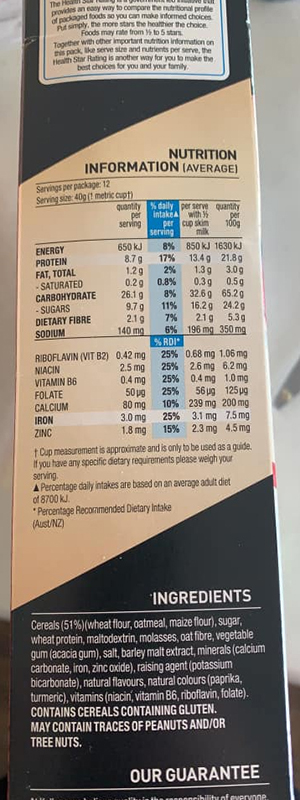 provides an easy way to compare the nutritional profile
of packaged foods so you can make informed choices.
Put simply, the more stars the healthier the choice.
Foods may rate from ½ to 5 stars.
Together with other important nutrition information on
this pack, like serve size and nutrients per serve, the
Health Star Rating is another way for you to make the
best choices for you and your family.
NUTRITION
INFORMATION (AVERAGE)
Servings per package: 12
Serving size: 40g (1 metric cup†)
quantity per serving % daily intake▲ per serving per serve with ½ cup skim milk quantity per 100g
ENERGY 650 kJ 8% 850 kJ 1630 kJ
PROTEIN 8.7 g 17% 13.4 g 21.8 g
FAT, TOTAL 1.2 g 2% 1.3 g 3.0 g
- SATURATED 0.2 g 0.8% 0.3 g 0.5 g
CARBOHYDRATE 26.1 g 8% 32.6 g 65.2 g
- SUGARS 9.7 g 11% 16.2 g 24.2 g
DIETARY FIBRE 2.1 g 7% 2.1 g 5.3 g
SODIUM 140 mg 6% 196 mg 350 mg
% RDI*
RIBOFLAVIN (VIT B2) 0.42 mg 25% 0.68 mg 1.06 mg
NIACIN 2.5 mg 25% 2.6 mg 6.2 mg
VITAMIN B6 0.4 mg 25% 0.4 mg 1.0 mg
FOLATE 50 µg 25% 56 µg 125 µg
CALCIUM 80 mg 10% 239 mg 200 mg
IRON 3.0 mg 25% 3.1 mg 7.5 mg
ZINC 1.8 mg 15% 2.3 mg 4.5 mg
† Cup measurement is approximate and is only to be used as a guide.
If you have any specific dietary requirements please weigh your
serving.
▲ Percentage daily intakes are based on an average adult diet
of 8700 kJ.
* Percentage Recommended Dietary Intake
(Aust/NZ)
INGREDIENTS
Cereals (51%)(wheat flour, oatmeal, maize flour), sugar,
wheat protein, maltodextrin, molasses, oat fibre, vegetable
gum (acacia gum), salt, barley malt extract, minerals (calcium
carbonate, iron, zinc oxide), raising agent (potassium
bicarbonate), natural flavours, natural colours (paprika,
turmeric), vitamins (niacin, vitamin B6, riboflavin, folate).
CONTAINS CEREALS CONTAINING GLUTEN.
MAY CONTAIN TRACES OF PEANUTS AND/OR
TREE NUTS.
OUR GUARANTEE